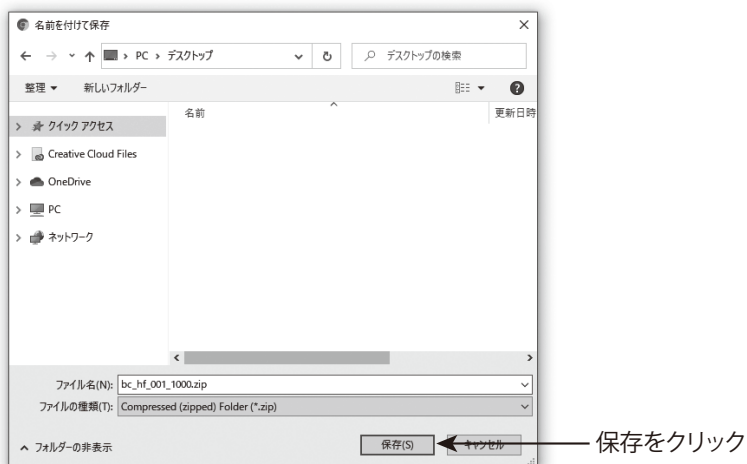 名前を付けて保存
PC › デスクトップ
デスクトップの検索
整理
新しいフォルダー
名前
更新日時
クイック アクセス
Creative Cloud Files
OneDrive
PC
ネットワーク
ファイル名(N): bc_hf_001_1000.zip
ファイルの種類(T): Compressed (zipped) Folder (*.zip)
フォルダーの非表示
保存(S)
キャンセル
保存をクリック